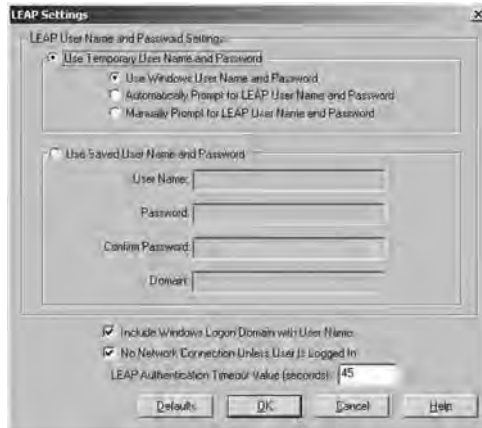 LEAP Settings
LEAP User Name and Password Settings
Use Temporary User Name and Password
Use Windows User Name and Password
Automatically Prompt for LEAP User Name and Password
Manually Prompt for LEAP User Name and Password
Use Saved User Name and Password
User Name:
Password:
Confirm Password:
Domain:
Include Windows Logon Domain with User Name
No Network Connection Unless User Is Logged In
LEAP Authentication Timeout Value (seconds): 45
Defaults OK Cancel Help